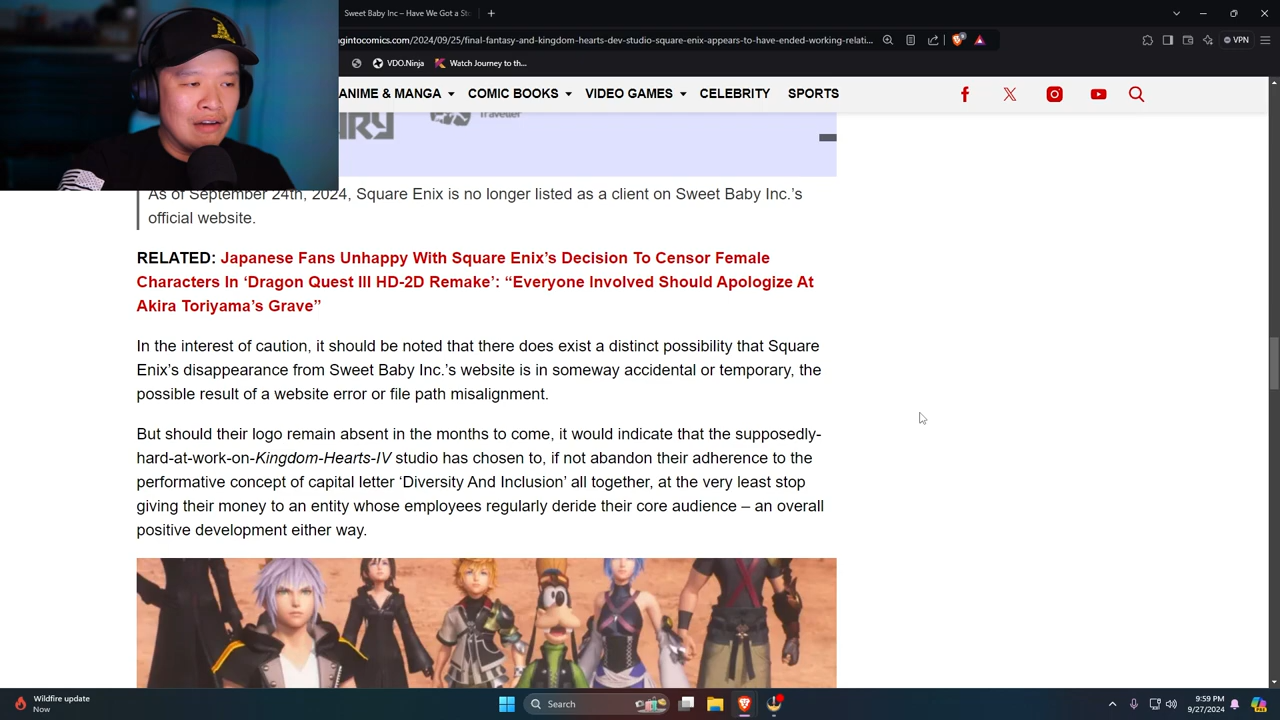 Sweet Baby Inc – Have We Got a St
gintocomics.com/2024/09/25/final-fantasy-and-kingdom-hearts-dev-studio-square-enix-appears-to-have-ended-working-relati...
VPN
VDO.Ninja Watch Journey to th...
ANIME & MANGA COMIC BOOKS VIDEO GAMES CELEBRITY SPORTS
Traveller
As of September 24th, 2024, Square Enix is no longer listed as a client on Sweet Baby Inc.’s
official website.
RELATED: Japanese Fans Unhappy With Square Enix’s Decision To Censor Female
Characters In ‘Dragon Quest III HD-2D Remake’: “Everyone Involved Should Apologize At
Akira Toriyama’s Grave”
In the interest of caution, it should be noted that there does exist a distinct possibility that Square
Enix’s disappearance from Sweet Baby Inc.’s website is in someway accidental or temporary, the
possible result of a website error or file path misalignment.
But should their logo remain absent in the months to come, it would indicate that the supposedly-
hard-at-work-on-Kingdom-Hearts-IV studio has chosen to, if not abandon their adherence to the
performative concept of capital letter ‘Diversity And Inclusion’ all together, at the very least stop
giving their money to an entity whose employees regularly deride their core audience – an overall
positive development either way.
Wildfire update
Now
Search
9:59 PM
9/27/2024